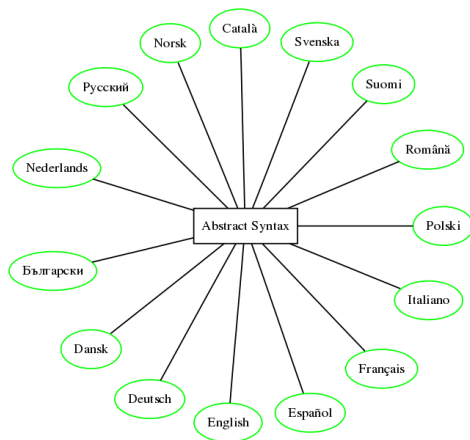 Català
Norsk
Svenska
Русский
Suomi
Română
Nederlands
Abstract Syntax
Polski
Български
Italiano
Dansk
Français
Deutsch
Español
English